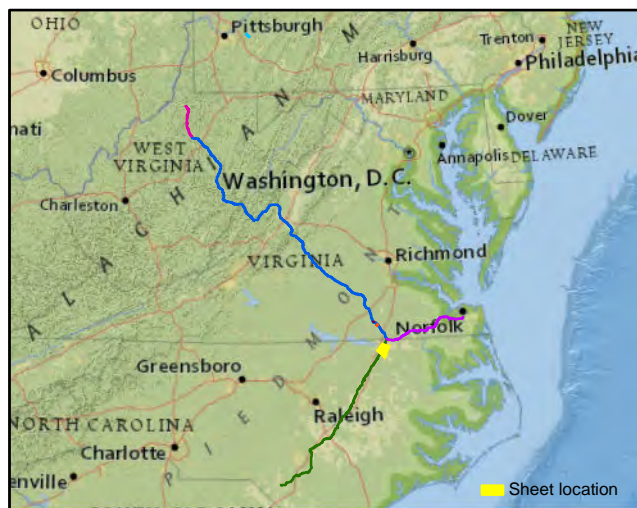 OHIO
Pittsburgh
NEW
JERSEY
Trenton
Harrisburg
Philadelphia
Columbus
MARYLAND
nati
Dover
WEST
VIRGINIA
Annapolis
DELAWARE
Washington, D.C.
Charleston
Richmond
VIRGINIA
A L A C H I A N M
Norfolk
Greensboro
P I E D M O N T
Raleigh
NORTH CAROLINA
Charlotte
enville
Sheet location